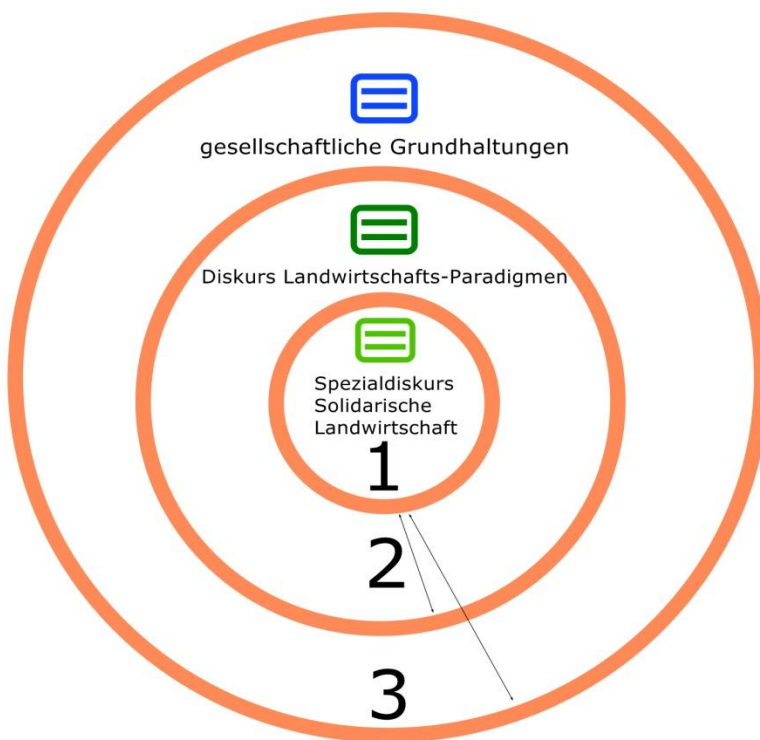 gesellschaftliche Grundhaltungen
Diskurs Landwirtschafts-Paradigmen
Spezialdiskurs
Solidarische
Landwirtschaft
1
2
3